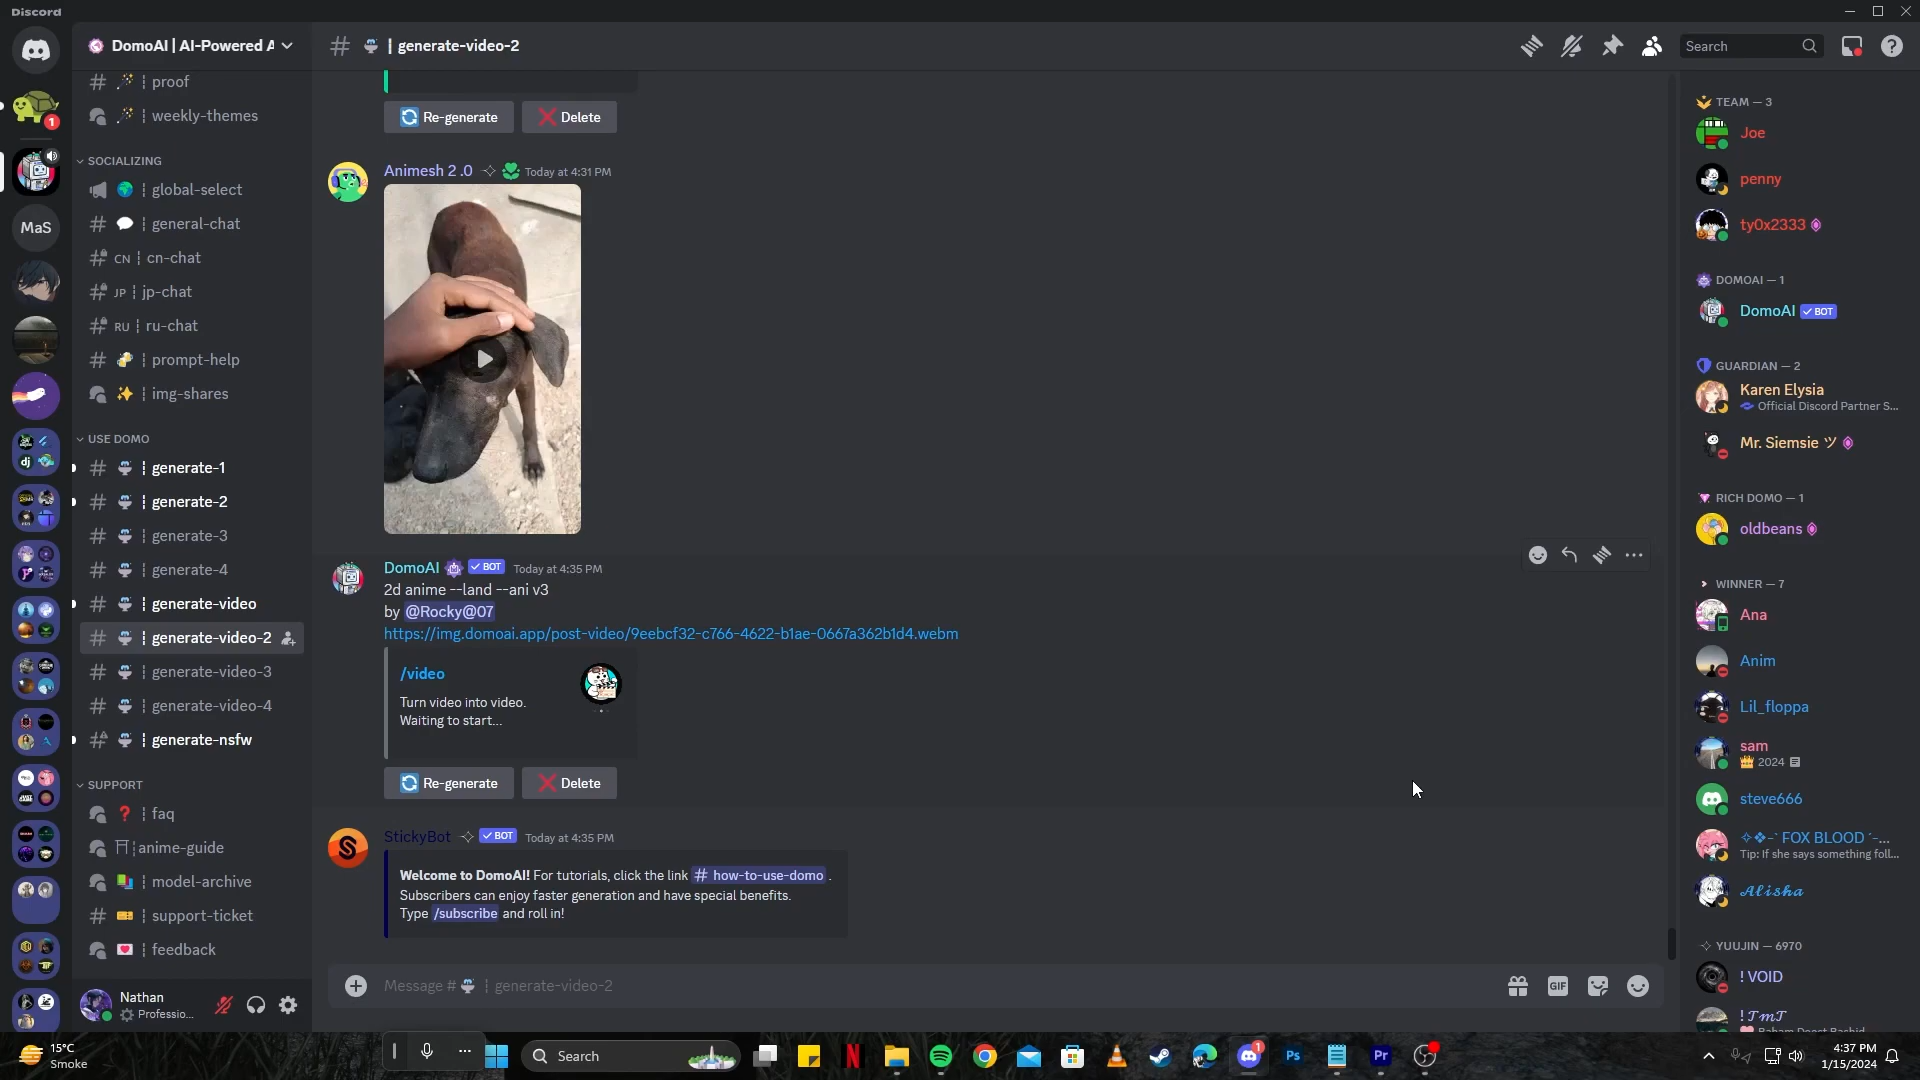 Discord
DomoAI | AI-Powered A
proof
weekly-themes
SOCIALIZING
global-select
general-chat
CN | cn-chat
JP | jp-chat
RU | ru-chat
prompt-help
img-shares
USE DOMO
generate-1
generate-2
generate-3
generate-4
generate-video
generate-video-2
generate-video-3
generate-video-4
generate-nsfw
SUPPORT
faq
anime-guide
model-archive
support-ticket
feedback
Nathan
Professio...
MaS
dj
1
# | generate-video-2
Search
Re-generate
Delete
Animesh 2 .0 Today at 4:31 PM
DomoAI BOT Today at 4:35 PM
2d anime --land --ani v3
by @Rocky@07
https://img.domoai.app/post-video/9eebcf32-c766-4622-b1ae-0667a362b1d4.webm
/video
Turn video into video.
Waiting to start...
Re-generate
Delete
StickyBot BOT Today at 4:35 PM
Welcome to DomoAI! For tutorials, click the link # how-to-use-domo .
Subscribers can enjoy faster generation and have special benefits.
Type /subscribe and roll in!
Message # | generate-video-2
GIF
TEAM — 3
Joe
penny
ty0x2333
DOMOAI — 1
DomoAI BOT
GUARDIAN — 2
Karen Elysia
Official Discord Partner S...
Mr. Siemsie ツ
RICH DOMO — 1
oldbeans
WINNER — 7
Ana
Anim
Lil_floppa
sam
2024
steve666
✧❖-˙ FOX BLOOD ˙-...
Tip: If she says something foll...
𝓐𝓵𝓲𝓼𝓱𝓪
YUUJIN — 6970
! VOID
! 𝓣𝓶𝓣
15°C
Smoke
Search
1
Ps
Pr
4:37 PM
1/15/2024